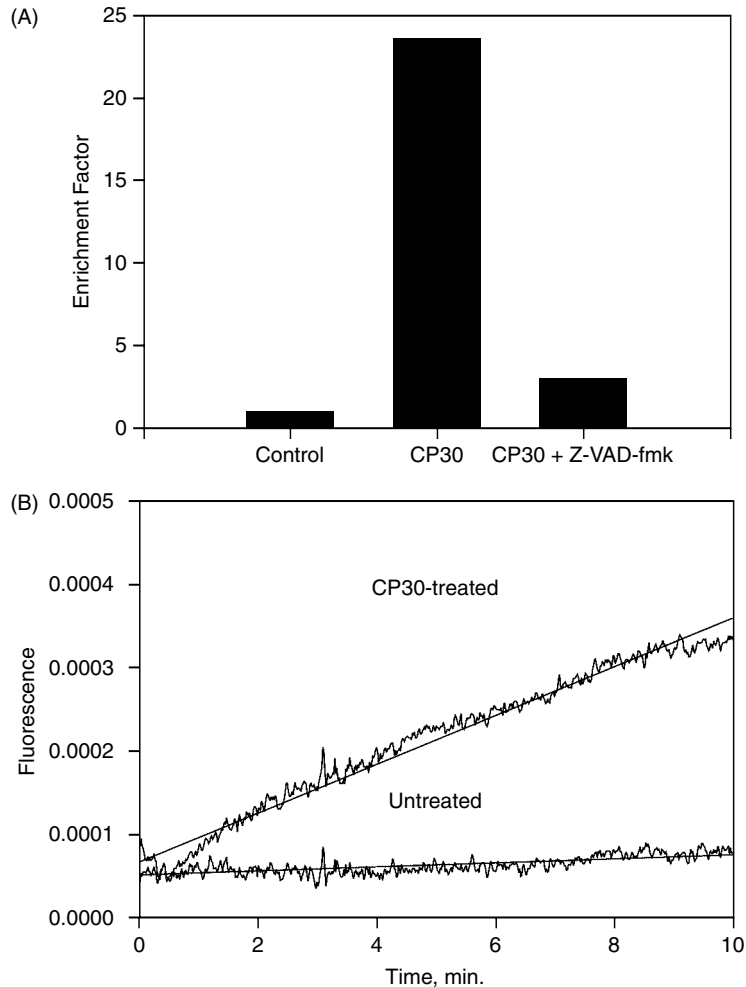 (A)
25
20
15
10
5
0
Enrichment Factor
Control CP30 CP30 + Z-VAD-fmk
(B)
0.0005
0.0004
0.0003
0.0002
0.0001
0.0000
Fluorescence
CP30-treated
Untreated
0 2 4 6 8 10
Time, min.